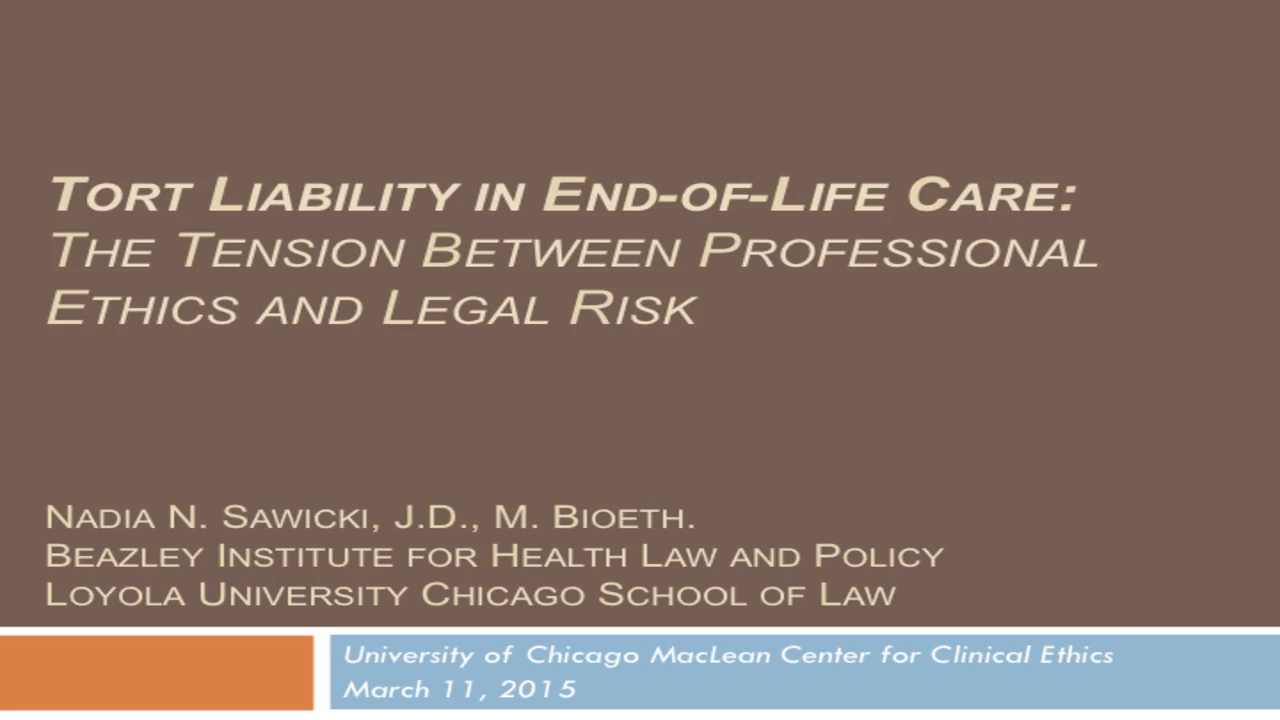 Tort Liability in End-of-Life Care:
The Tension Between Professional
Ethics and Legal Risk
Nadia N. Sawicki, J.D., M. Bioeth.
Beazley Institute for Health Law and Policy
Loyola University Chicago School of Law
University of Chicago MacLean Center for Clinical Ethics
March 11, 2015